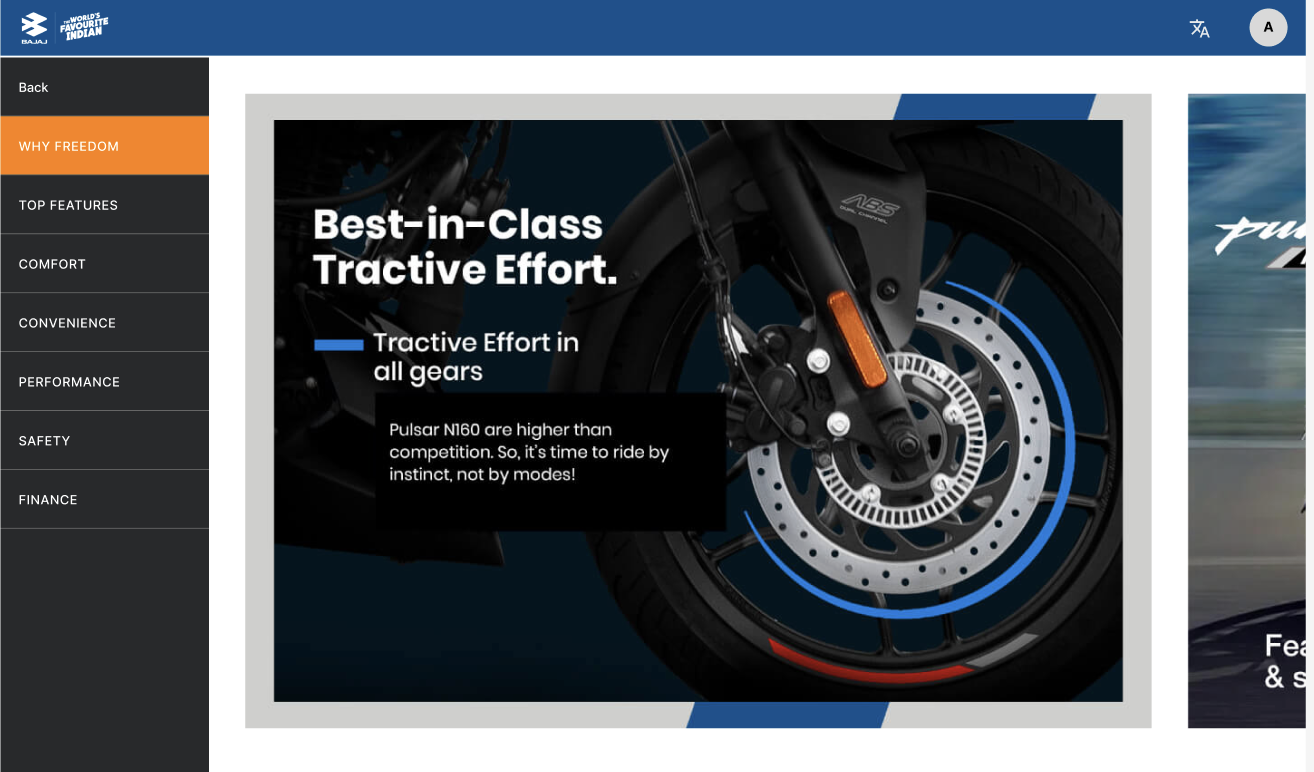 BAJAJ
THE WORLD'S
FAVOURITE
INDIAN
A
Back
WHY FREEDOM
TOP FEATURES
COMFORT
CONVENIENCE
PERFORMANCE
SAFETY
FINANCE
ABS
DUAL CHANNEL
Best-in-Class
Tractive Effort.
Tractive Effort in
all gears
Pulsar N160 are higher than
competition. So, it's time to ride by
instinct, not by modes!